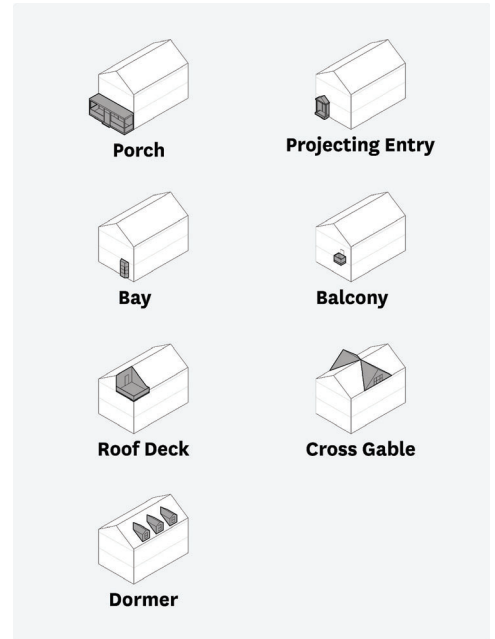 Porch
Projecting Entry
Bay
Balcony
Roof Deck
Cross Gable
Dormer